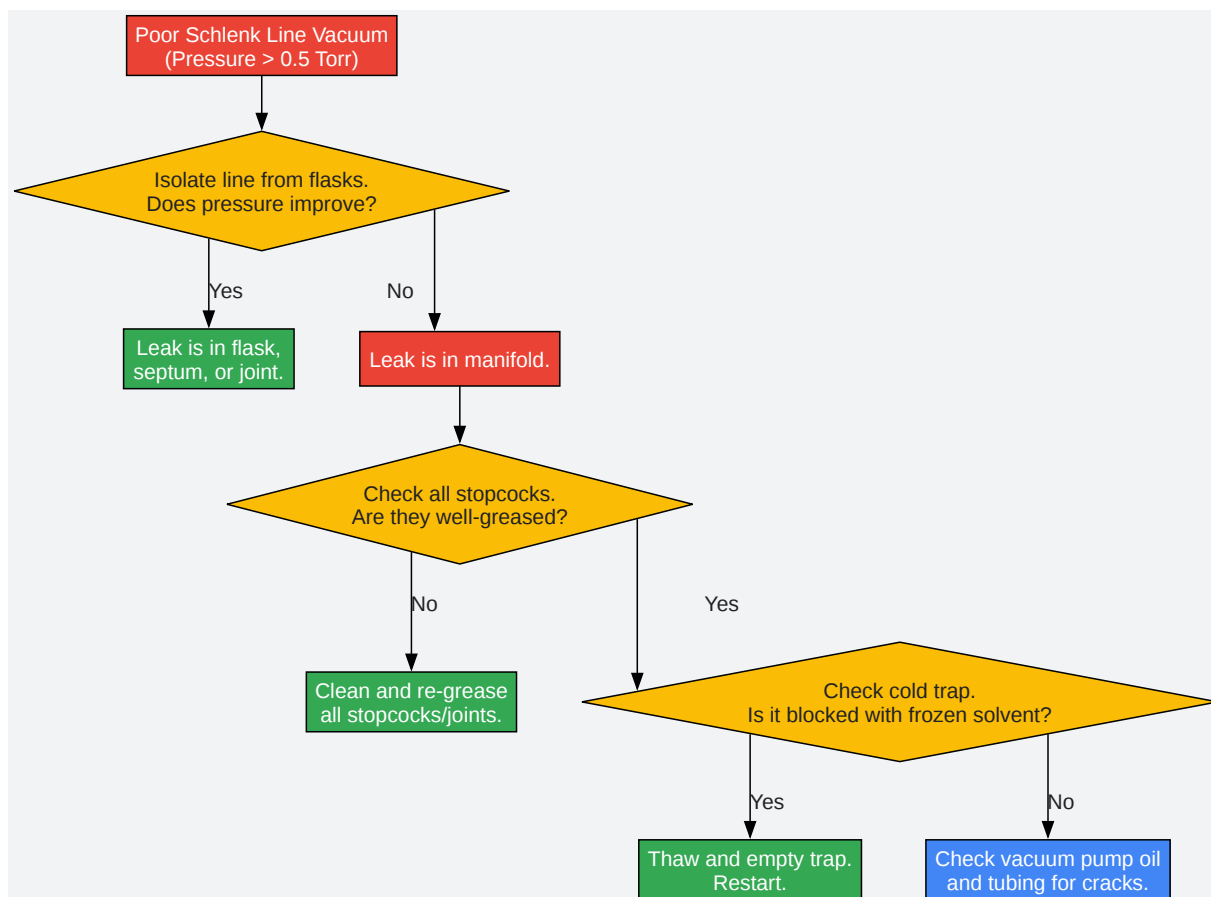 Poor Schlenk Line Vacuum
(Pressure > 0.5 Torr)
Isolate line from flasks.
Does pressure improve?
Yes
No
Leak is in flask,
septum, or joint.
Leak is in manifold.
Check all stopcocks.
Are they well-greased?
No
Yes
Clean and re-grease
all stopcocks/joints.
Check cold trap.
Is it blocked with frozen solvent?
Yes
No
Thaw and empty trap.
Restart.
Check vacuum pump oil
and tubing for cracks.